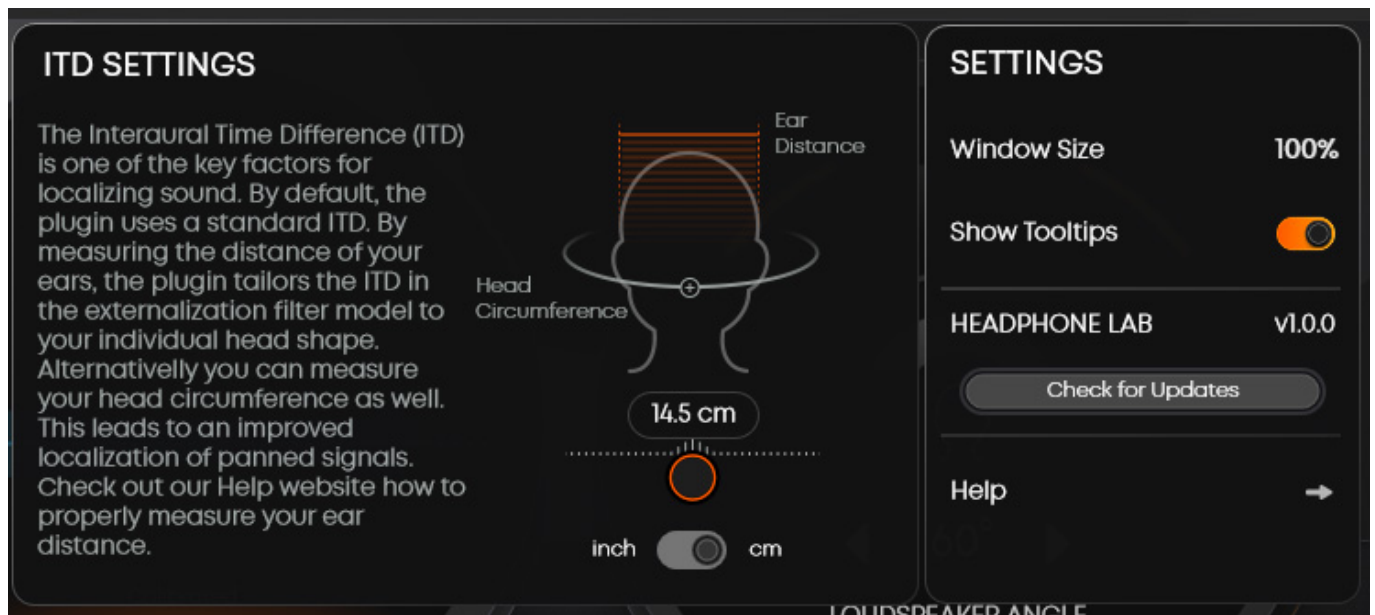 ITD SETTINGS
The Interaural Time Difference (ITD)
is one of the key factors for
localizing sound. By default, the
plugin uses a standard ITD. By
measuring the distance of your
ears, the plugin tailors the ITD in
the externalization filter model to
your individual head shape.
Alternativelly you can measure
your head circumference as well.
This leads to an improved
localization of panned signals.
Check out our Help website how to
properly measure your ear
distance.
Ear
Distance
Head
Circumference
14.5 cm
inch cm
SETTINGS
Window Size 100%
Show Tooltips
HEADPHONE LAB v1.0.0
Check for Updates
Help
LOUDSPEAKER ANGLE